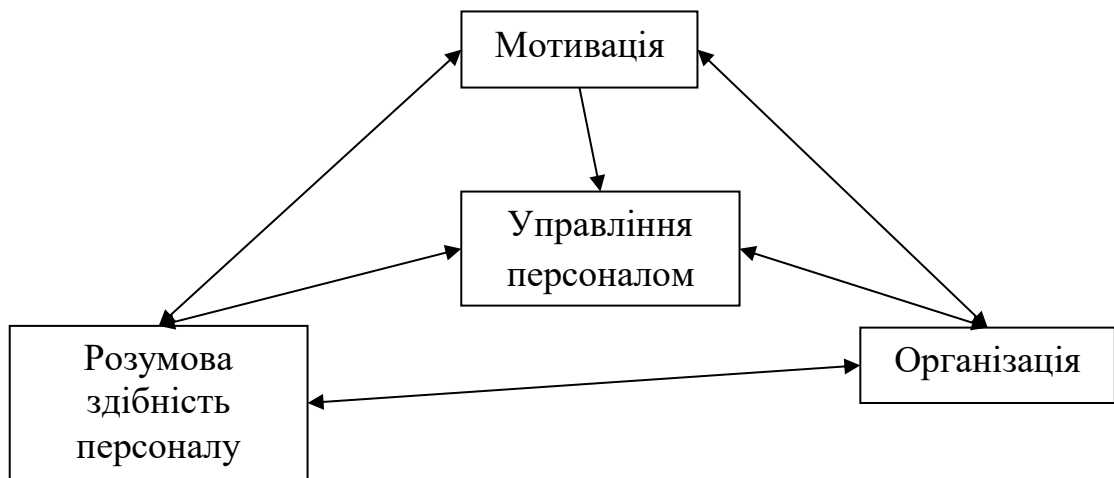 Мотивація
Управління
персоналом
Розумова
здібність
персоналу
Організація